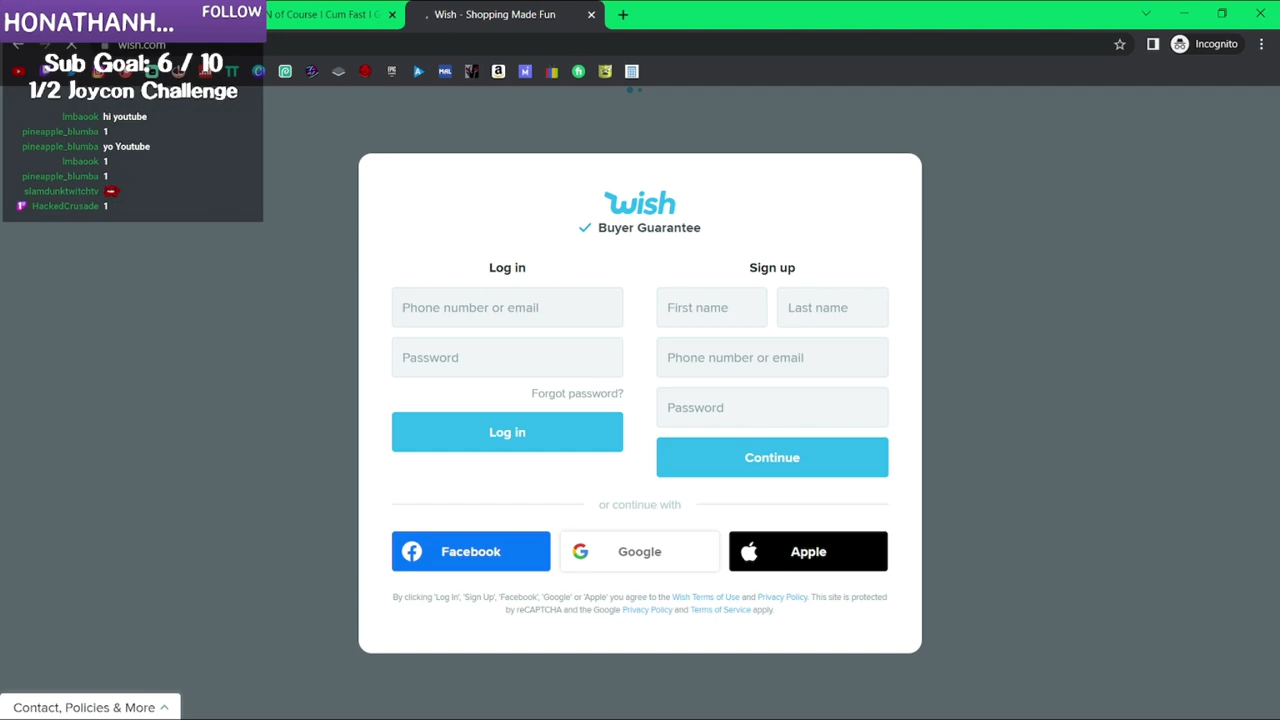 HONATHANH...
FOLLOW
N of Course I Cum Fast I G
Wish - Shopping Made Fun
wish.com
Incognito
Sub Goal: 6 / 10
1/2 Joycon Challenge
lmbaook hi youtube
pineapple_blumba 1
pineapple_blumba yo Youtube
lmbaook 1
pineapple_blumba 1
slamdunktwitchtv
HackedCrusade 1
wish
Buyer Guarantee
Log in
Phone number or email
Password
Forgot password?
Log in
Sign up
First name
Last name
Phone number or email
Password
Continue
or continue with
Facebook
Google
Apple
By clicking 'Log In', 'Sign Up', 'Facebook', 'Google' or 'Apple' you agree to the Wish Terms of Use and Privacy Policy. This site is protected
by reCAPTCHA and the Google Privacy Policy and Terms of Service apply.
Contact, Policies & More